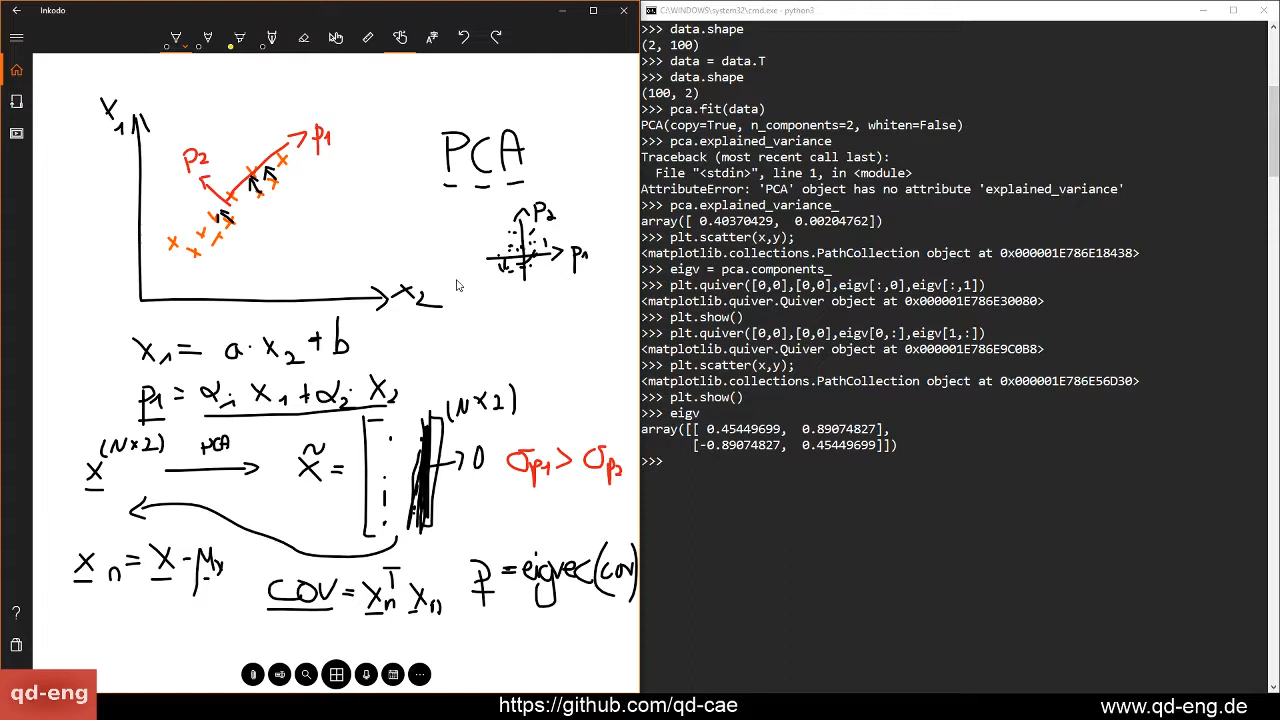 Inkodo
X1
p1
p2
PCA
P2
p1
x2
x1 = a · x2 + b
p1 = αi X1 + α2i X2
(N×2)
X
PCA
x̃ =
(N×2)
→ 0
σp1 > σp2
xn = x - μx
COV = xn^T xn
P = eigvec(cov)
?
qd-eng
C:\WINDOWS\system32\cmd.exe - python3
>>> data.shape
(2, 100)
>>> data = data.T
>>> data.shape
(100, 2)
>>> pca.fit(data)
PCA(copy=True, n_components=2, whiten=False)
>>> pca.explained_variance
Traceback (most recent call last):
  File "<stdin>", line 1, in <module>
AttributeError: 'PCA' object has no attribute 'explained_variance'
>>> pca.explained_variance_
array([ 0.40370429, 0.00204762])
>>> plt.scatter(x,y);
<matplotlib.collections.PathCollection object at 0x000001E786E18438>
>>> eigv = pca.components_
>>> plt.quiver([0,0],[0,0],eigv[:,0],eigv[:,1])
<matplotlib.quiver.Quiver object at 0x000001E786E30080>
>>> plt.show()
>>> plt.quiver([0,0],[0,0],eigv[0,:],eigv[1,:])
<matplotlib.quiver.Quiver object at 0x000001E786E9C0B8>
>>> plt.scatter(x,y);
<matplotlib.collections.PathCollection object at 0x000001E786E56D30>
>>> plt.show()
>>> eigv
array([[ 0.45449699, 0.89074827],
       [-0.89074827, 0.45449699]])
>>>
https://github.com/qd-cae
www.qd-eng.de